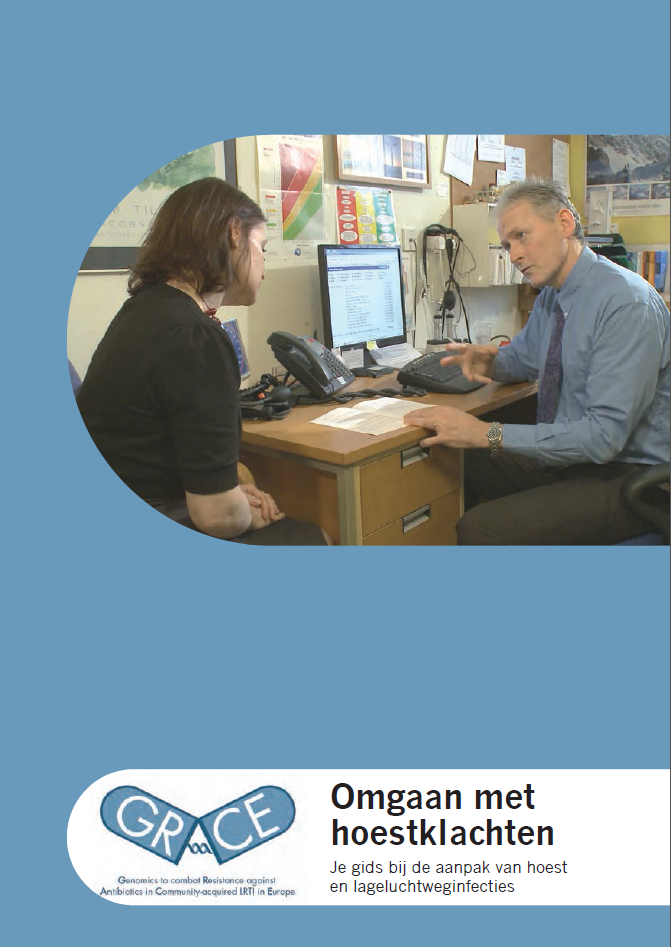 GRACE
Genomics to combat Resistance against
Antibiotics in Community-acquired LRTI in Europe
Omgaan met
hoestklachten
Je gids bij de aanpak van hoest
en lageluchtweginfecties